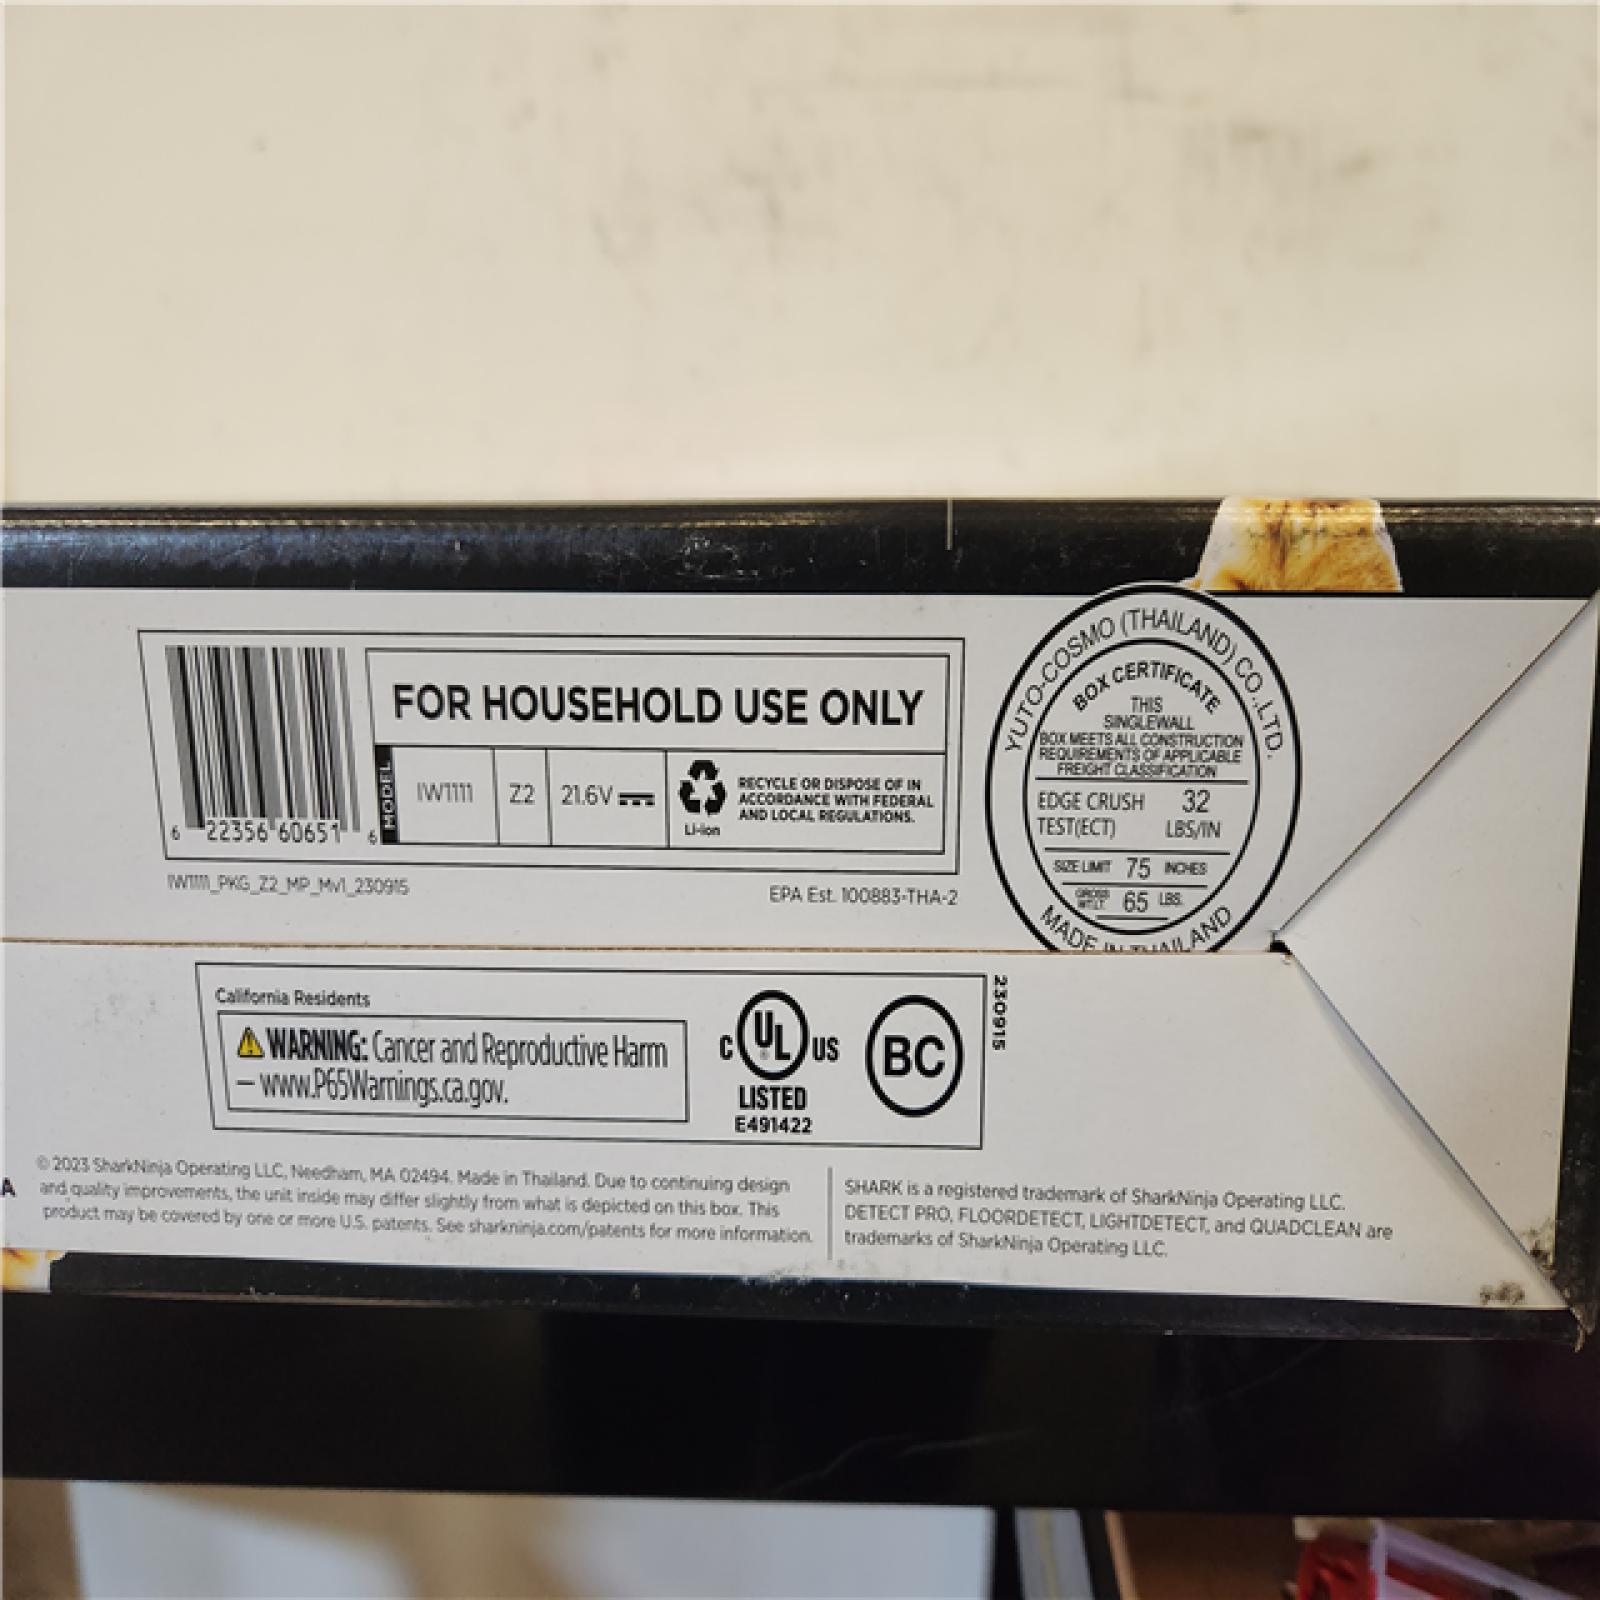 FOR HOUSEHOLD USE ONLY
MODEL
IW1111
Z2
21.6V
Li-ion
RECYCLE OR DISPOSE OF IN
ACCORDANCE WITH FEDERAL
AND LOCAL REGULATIONS.
6 22356 60651 6
IW1111_PKG_Z2_MP_Mv1_230915
EPA Est. 100883-THA-2
YUTO-COSMO (THAILAND) CO.,LTD.
BOX CERTIFICATE
THIS
SINGLEWALL
BOX MEETS ALL CONSTRUCTION
REQUIREMENTS OF APPLICABLE
FREIGHT CLASSIFICATION
EDGE CRUSH 32
TEST(ECT) LBS/IN
SIZE LIMIT 75 INCHES
GROSS
WT.LT. 65 LBS.
MADE IN THAILAND
California Residents
WARNING: Cancer and Reproductive Harm
– www.P65Warnings.ca.gov.
C UL® US
LISTED
E491422
BC
230915
A
© 2023 SharkNinja Operating LLC, Needham, MA 02494. Made in Thailand. Due to continuing design
and quality improvements, the unit inside may differ slightly from what is depicted on this box. This
product may be covered by one or more U.S. patents. See sharkninja.com/patents for more information.
SHARK is a registered trademark of SharkNinja Operating LLC.
DETECT PRO, FLOORDETECT, LIGHTDETECT, and QUADCLEAN are
trademarks of SharkNinja Operating LLC.